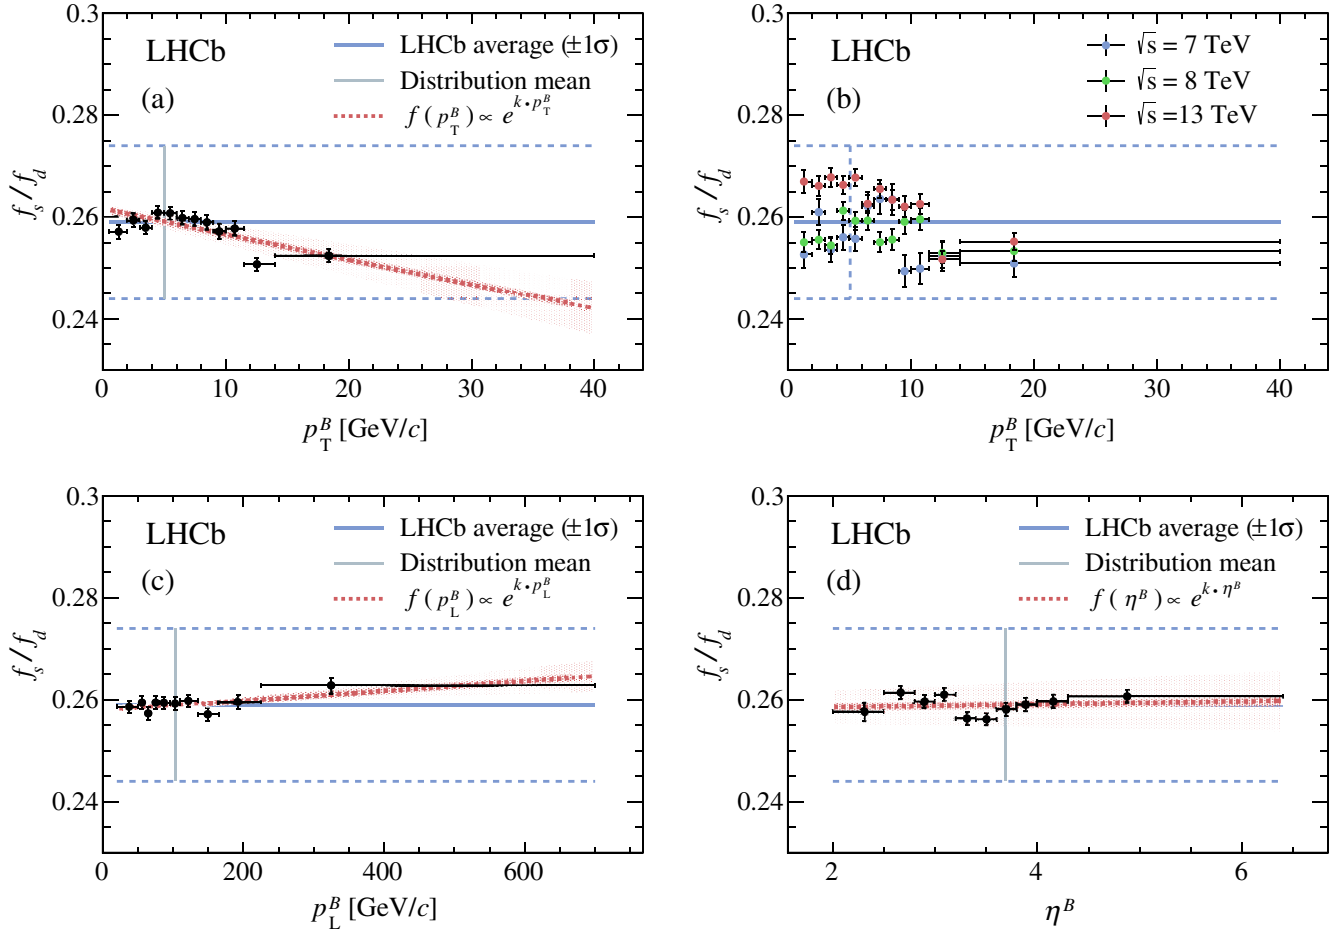 0.3
LHCb
LHCb average (±1σ)
Distribution mean
f(p_T^B) ∝ e^{k•p_T^B}
(a)
0.28
0.26
0.24
f_s/f_d
0 10 20 30 40
p_T^B [GeV/c]
0.3
LHCb
√s = 7 TeV
√s = 8 TeV
√s =13 TeV
(b)
0.28
0.26
0.24
f_s/f_d
0 10 20 30 40
p_T^B [GeV/c]
0.3
LHCb
LHCb average (±1σ)
Distribution mean
f(p_L^B) ∝ e^{k•p_L^B}
(c)
0.28
0.26
0.24
f_s/f_d
0 200 400 600
p_L^B [GeV/c]
0.3
LHCb
LHCb average (±1σ)
Distribution mean
f(η^B) ∝ e^{k•η^B}
(d)
0.28
0.26
0.24
f_s/f_d
2 4 6
η^B